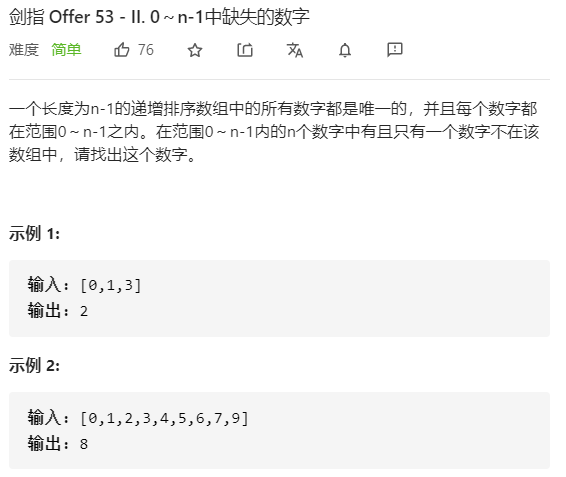 剑指 Offer 53 - II. 0～n-1中缺失的数字
难度 简单 76
一个长度为n-1的递增排序数组中的所有数字都是唯一的，并且每个数字都
在范围0～n-1之内。在范围0～n-1内的n个数字中有且只有一个数字不在该
数组中，请找出这个数字。
示例 1:
输入：[0,1,3]
输出：2
示例 2:
输入：[0,1,2,3,4,5,6,7,9]
输出：8